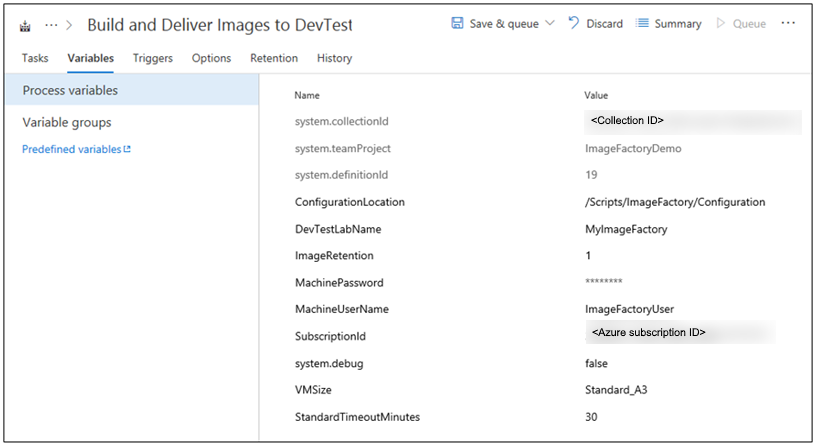 ··· > Build and Deliver Images to DevTest
Save & queue Discard Summary Queue ···
Tasks Variables Triggers Options Retention History
Process variables
Variable groups
Predefined variables
Name Value
system.collectionId <Collection ID>
system.teamProject ImageFactoryDemo
system.definitionId 19
ConfigurationLocation /Scripts/ImageFactory/Configuration
DevTestLabName MyImageFactory
ImageRetention 1
MachinePassword ********
MachineUserName ImageFactoryUser
SubscriptionId <Azure subscription ID>
system.debug false
VMSize Standard_A3
StandardTimeoutMinutes 30